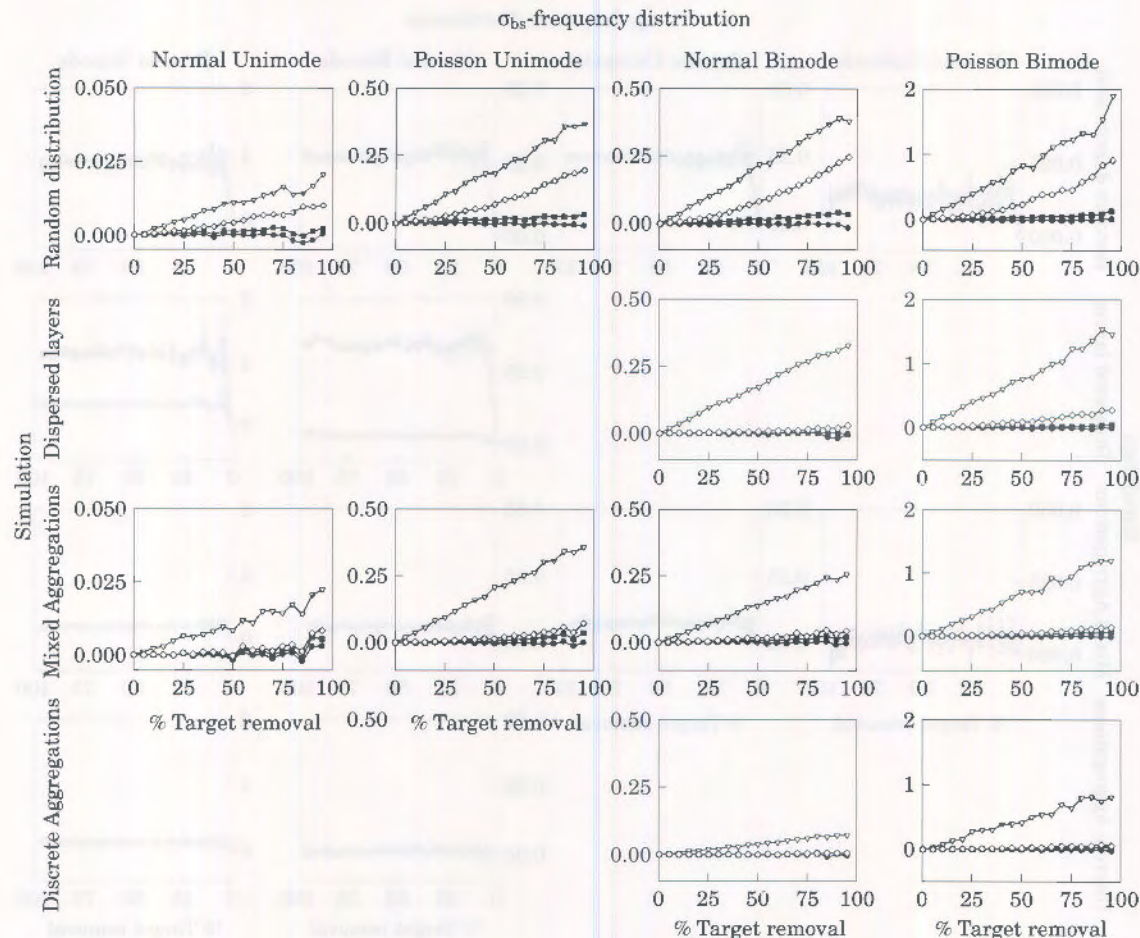 σbs-frequency distribution
Normal Unimode Poisson Unimode Normal Bimode Poisson Bimode
Simulation
Random distribution
0.050
0.025
0.000
0 25 50 75 100
0.50
0.25
0.00
0 25 50 75 100
0.50
0.25
0.00
0 25 50 75 100
2
1
0
0 25 50 75 100
Dispersed layers
0.50
0.25
0.00
0 25 50 75 100
2
1
0
0 25 50 75 100
Mixed Aggregations
0.050
0.025
0.000
0 25 50 75 100
% Target removal
0.50
0.25
0.00
0 25 50 75 100
% Target removal
0.50
0.25
0.00
0 25 50 75 100
2
1
0
0 25 50 75 100
Discrete Aggregations
0.50
0.50
0.25
0.00
0 25 50 75 100
% Target removal
2
1
0
0 25 50 75 100
% Target removal